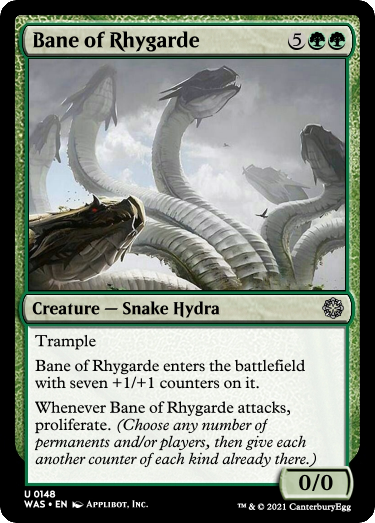 Bane of Rhygarde 5
Creature — Snake Hydra
Trample
Bane of Rhygarde enters the battlefield
with seven +1/+1 counters on it.
Whenever Bane of Rhygarde attacks,
proliferate. (Choose any number of
permanents and/or players, then give each
another counter of each kind already there.)
0/0
U 0148
WAS • EN APPLIBOT, INC.
™ & © 2021 CanterburyEgg